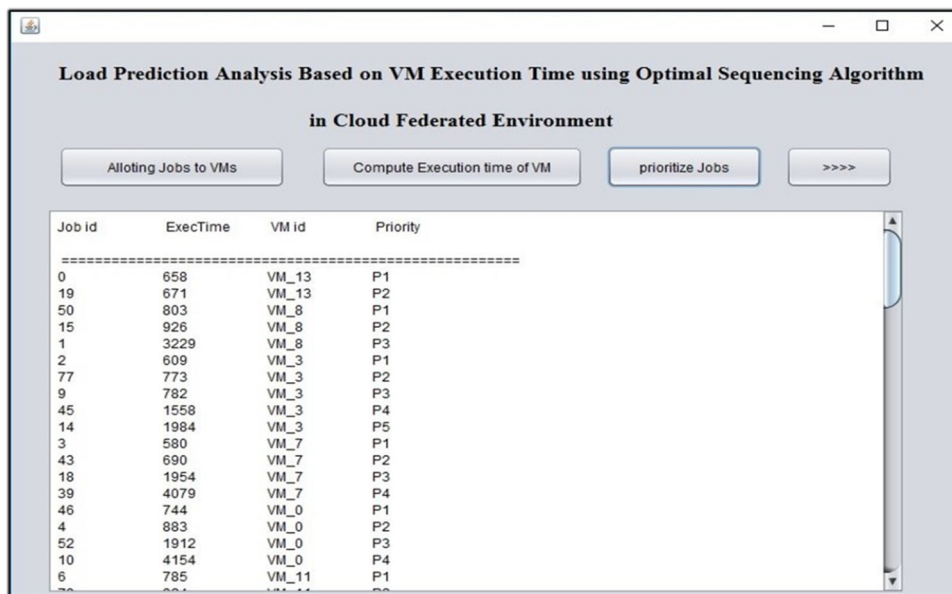 Load Prediction Analysis Based on VM Execution Time using Optimal Sequencing Algorithm
in Cloud Federated Environment
Alloting Jobs to VMs Compute Execution time of VM prioritize Jobs >>>>
Job id ExecTime VM id Priority
=======================================================
0 658 VM_13 P1
19 671 VM_13 P2
50 803 VM_8 P1
15 926 VM_8 P2
1 3229 VM_8 P3
2 609 VM_3 P1
77 773 VM_3 P2
9 782 VM_3 P3
45 1558 VM_3 P4
14 1984 VM_3 P5
3 580 VM_7 P1
43 690 VM_7 P2
18 1954 VM_7 P3
39 4079 VM_7 P4
46 744 VM_0 P1
4 883 VM_0 P2
52 1912 VM_0 P3
10 4154 VM_0 P4
6 785 VM_11 P1